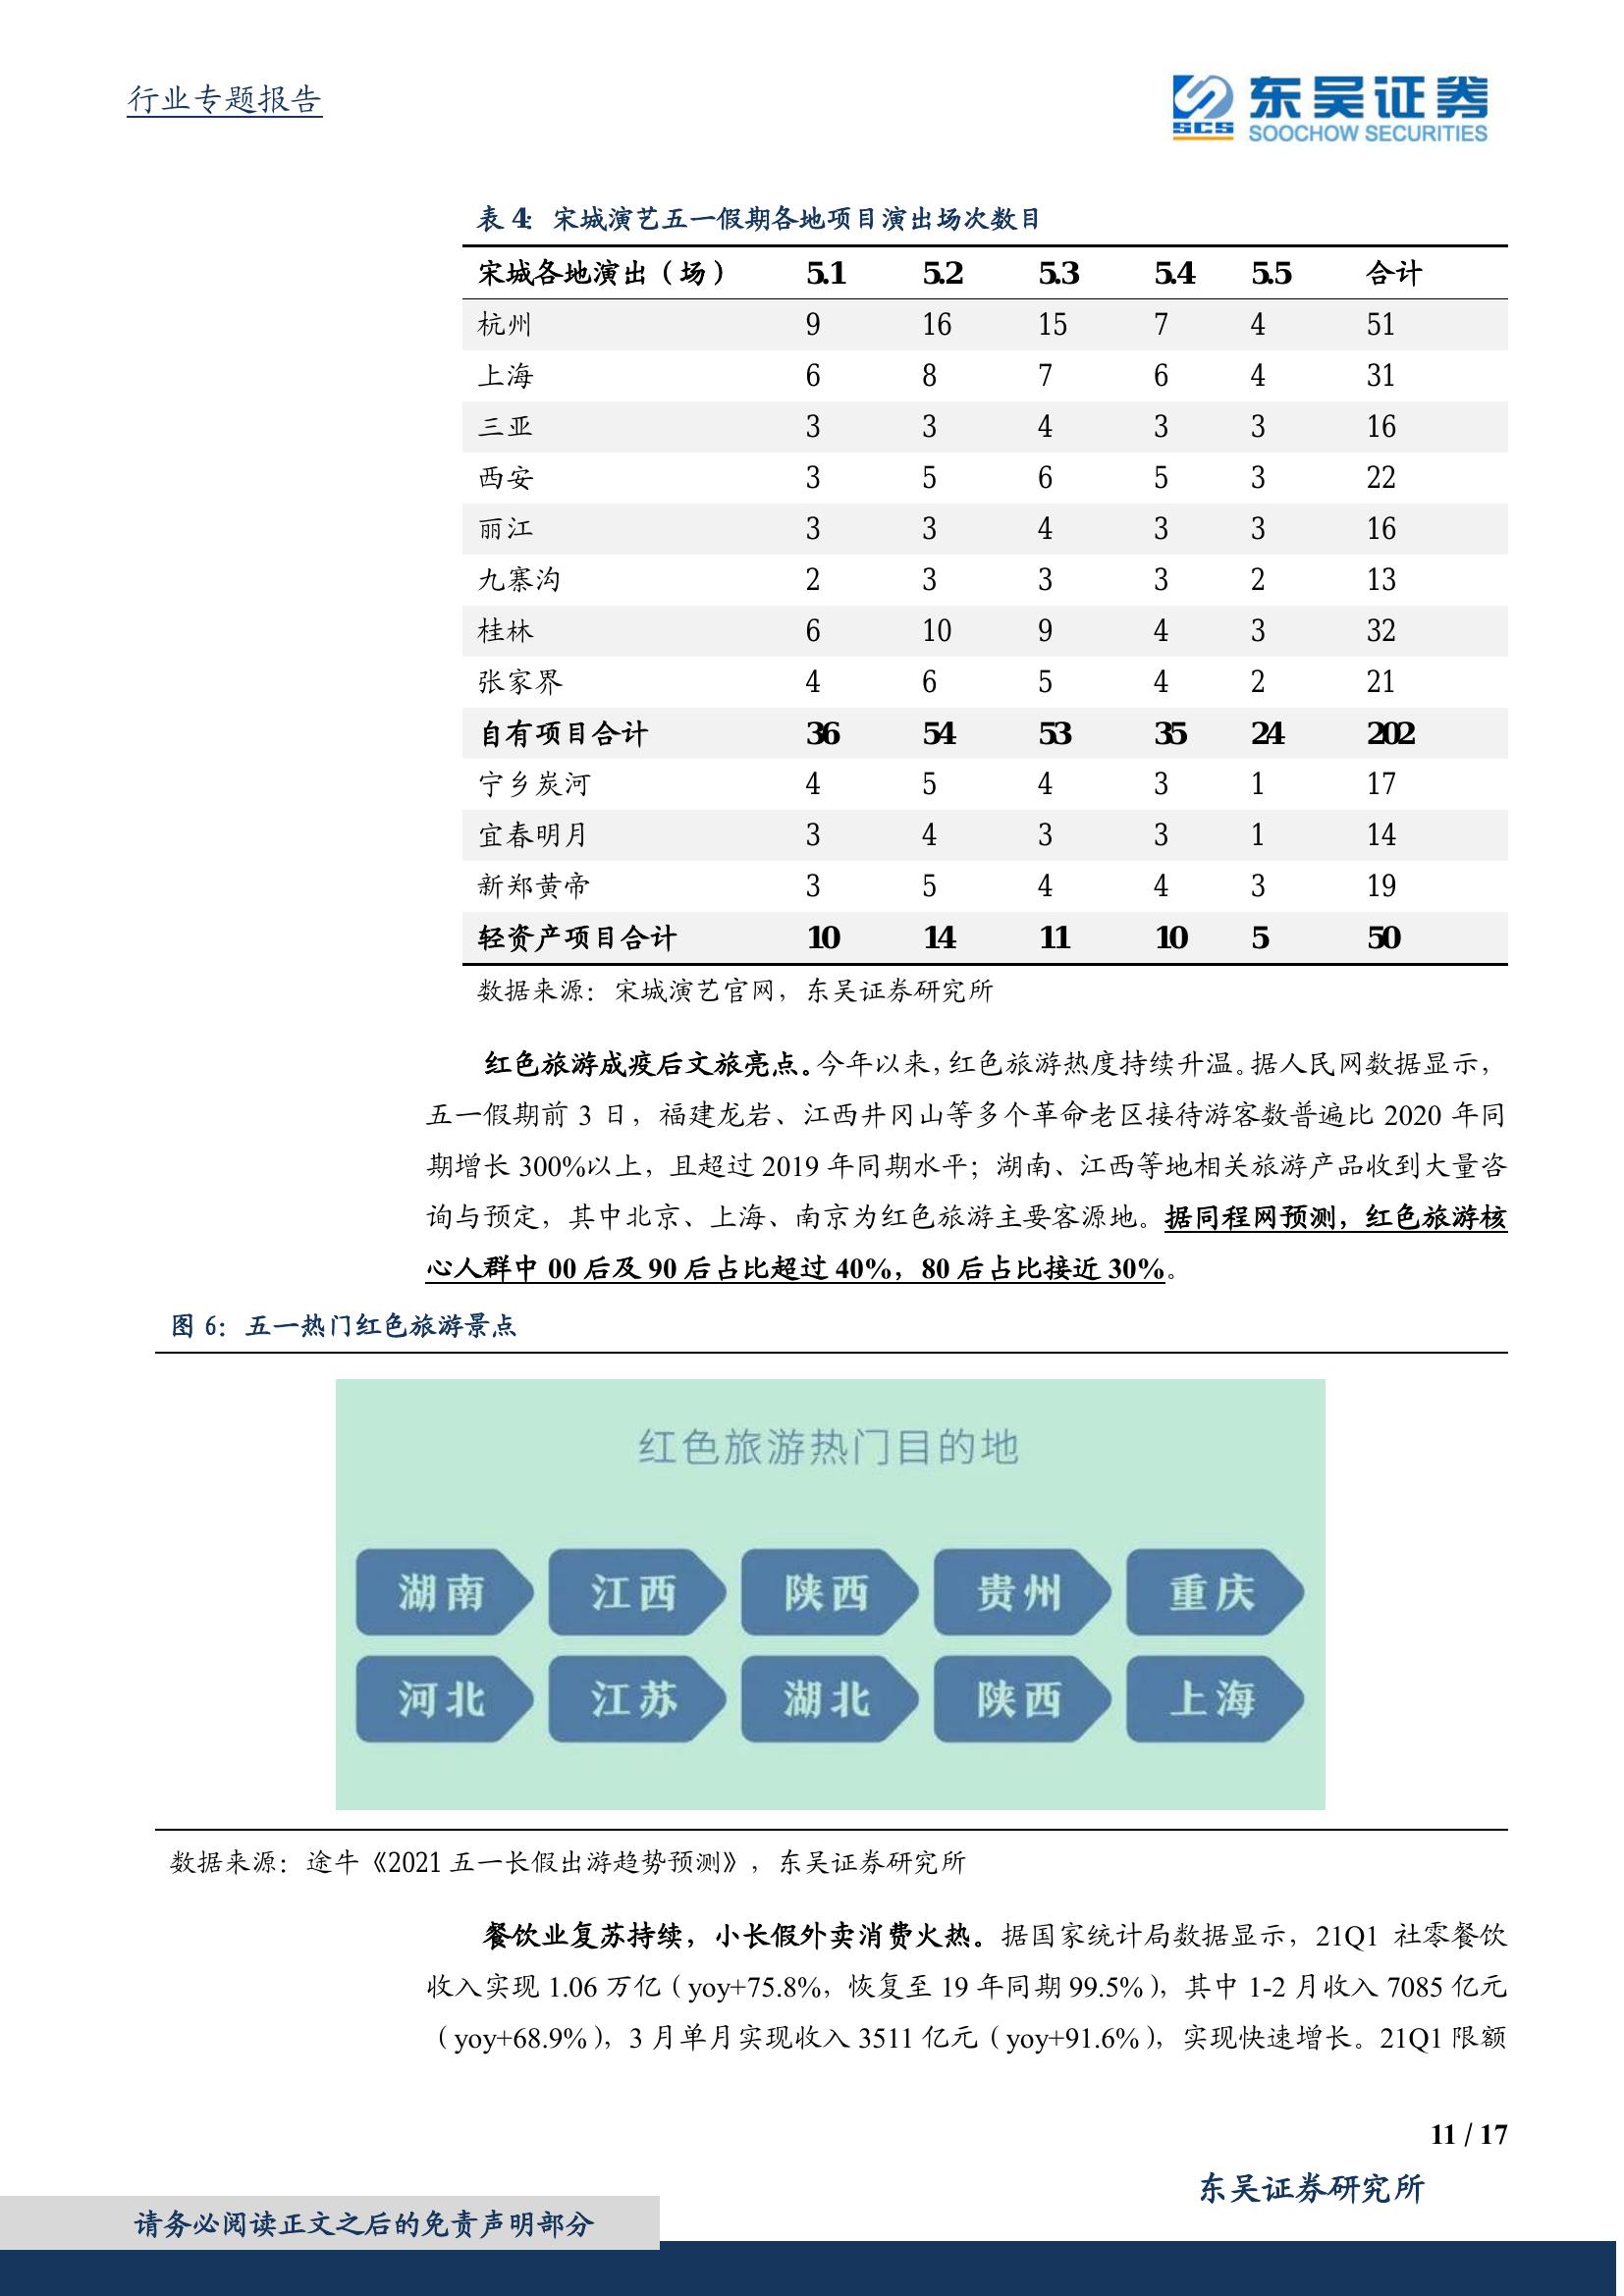 行业专题报告
SCS 东吴证券
SOOCHOW SECURITIES
表 4: 宋城演艺五一假期各地项目演出场次数目
宋城各地演出（场） 5.1 5.2 5.3 5.4 5.5 合计
杭州 9 16 15 7 4 51
上海 6 8 7 6 4 31
三亚 3 3 4 3 3 16
西安 3 5 6 5 3 22
丽江 3 3 4 3 3 16
九寨沟 2 3 3 3 2 13
桂林 6 10 9 4 3 32
张家界 4 6 5 4 2 21
自有项目合计 36 54 53 35 24 202
宁乡炭河 4 5 4 3 1 17
宜春明月 3 4 3 3 1 14
新郑黄帝 3 5 4 4 3 19
轻资产项目合计 10 14 11 10 5 50
数据来源：宋城演艺官网，东吴证券研究所
红色旅游成疫后文旅亮点。今年以来，红色旅游热度持续升温。据人民网数据显示，
五一假期前 3 日，福建龙岩、江西井冈山等多个革命老区接待游客数普遍比 2020 年同
期增长 300%以上，且超过 2019 年同期水平；湖南、江西等地相关旅游产品收到大量咨
询与预定，其中北京、上海、南京为红色旅游主要客源地。据同程网预测，红色旅游核
心人群中 00 后及 90 后占比超过 40%，80 后占比接近 30%。
图 6：五一热门红色旅游景点
红色旅游热门目的地
湖南 江西 陕西 贵州 重庆
河北 江苏 湖北 陕西 上海
数据来源：途牛《2021 五一长假出游趋势预测》，东吴证券研究所
餐饮业复苏持续，小长假外卖消费火热。据国家统计局数据显示，21Q1 社零餐饮
收入实现 1.06 万亿（yoy+75.8%，恢复至 19 年同期 99.5%），其中 1-2 月收入 7085 亿元
（yoy+68.9%），3 月单月实现收入 3511 亿元（yoy+91.6%），实现快速增长。21Q1 限额
11 / 17
东吴证券研究所
请务必阅读正文之后的免责声明部分